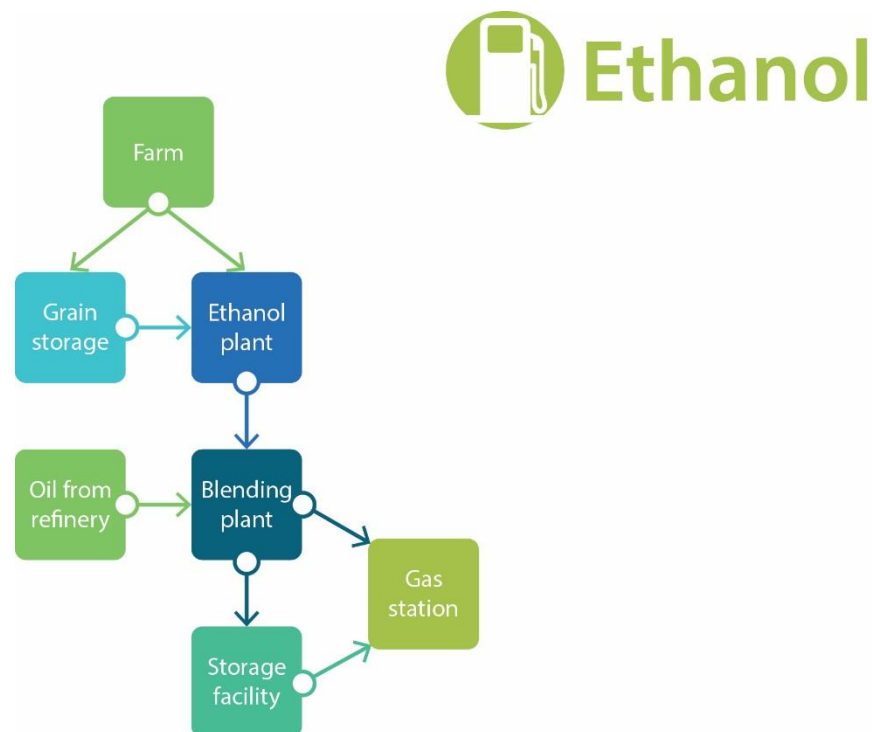 Ethanol
Farm
Grain
storage
Ethanol
plant
Oil from
refinery
Blending
plant
Gas
station
Storage
facility